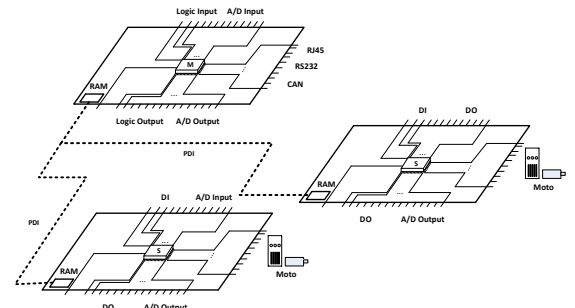 Logic Input A/D Input
RJ45
RS232
CAN
M
RAM
...
...
Logic Output A/D Output
PDI
DI DO
...
S
RAM
...
Moto
DO A/D Output
DI A/D Input
PDI
...
S
RAM
...
Moto
DO A/D Output